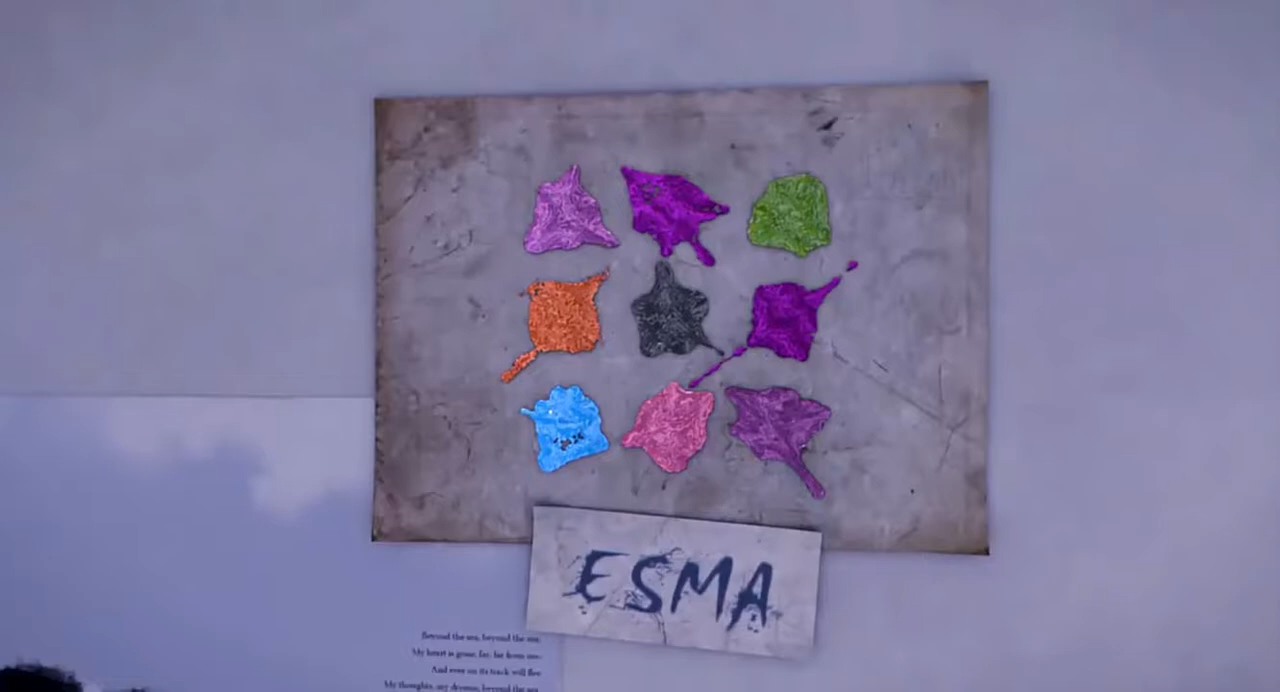 ESMA
Beyond the sea, beyond the sea,
My heart is gone, far, far from me;
And ever on its track will flee
My thoughts, my dreams, beyond the sea.